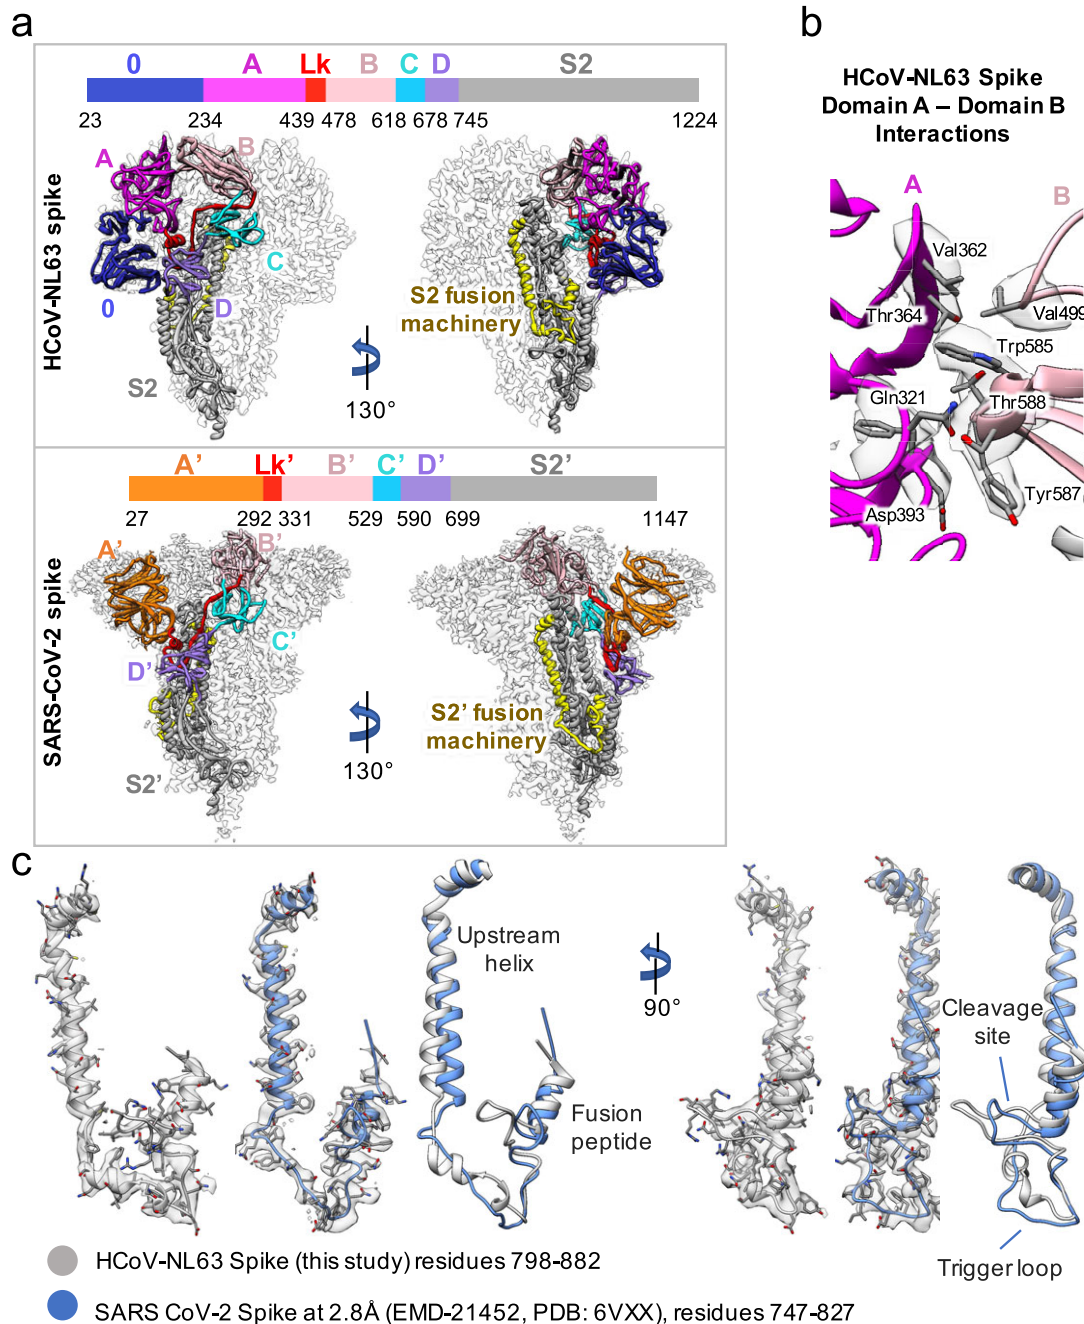 a
HCoV-NL63 spike
0 A Lk B C D S2
23 234 439 478 618 678 745 1224
A
B
0
C
D
S2
S2 fusion
machinery
130°
SARS-CoV-2 spike
A' Lk' B' C' D' S2'
27 292 331 529 590 699 1147
A'
B'
C'
D'
S2'
S2' fusion
machinery
130°
b
HCoV-NL63 Spike
Domain A – Domain B
Interactions
A
B
Val362
Thr364
Val499
Trp585
Gln321
Thr588
Tyr587
Asp393
c
Upstream
helix
Fusion
peptide
90°
Cleavage
site
Trigger loop
HCoV-NL63 Spike (this study) residues 798-882
SARS CoV-2 Spike at 2.8Å (EMD-21452, PDB: 6VXX), residues 747-827